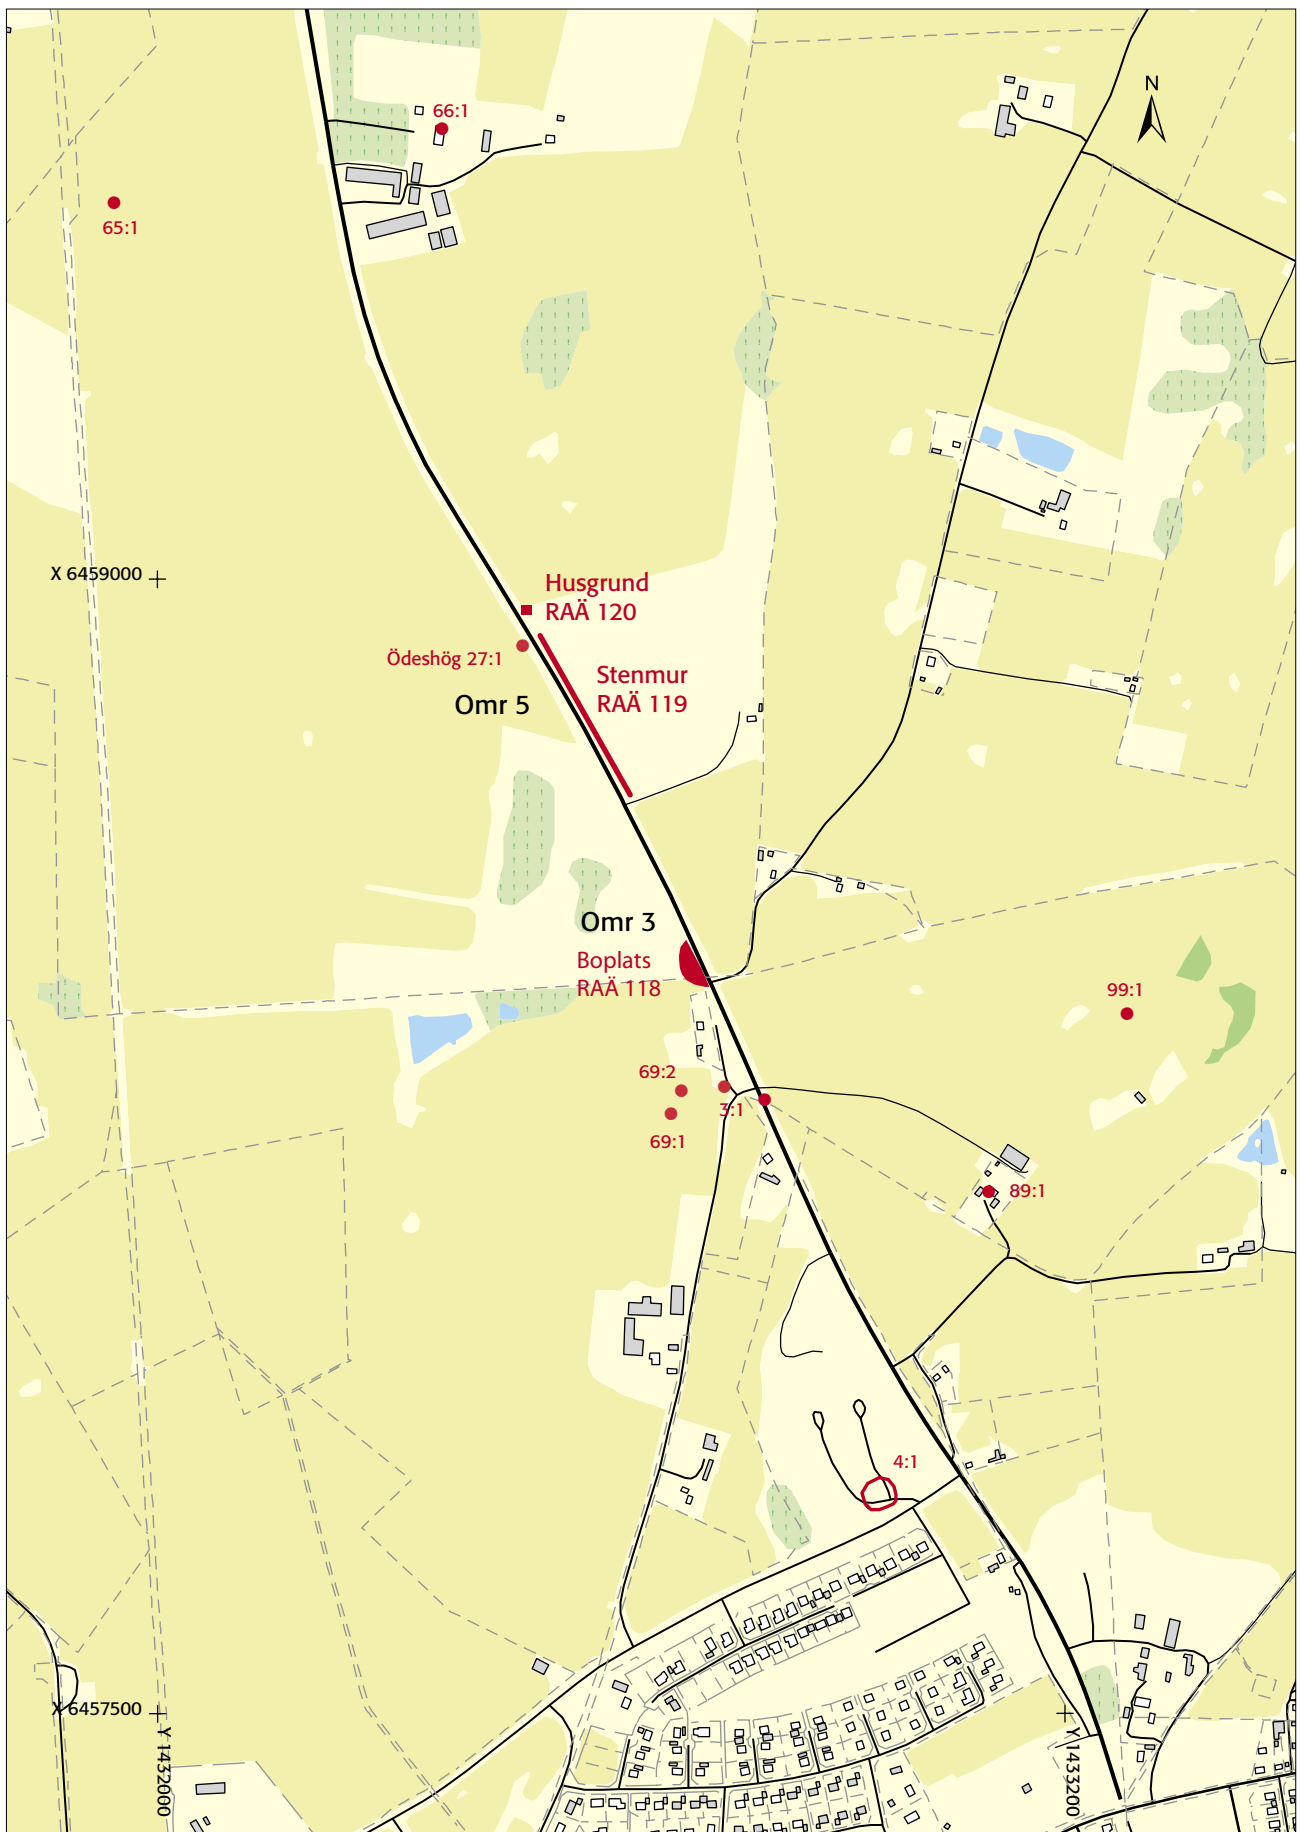 N
66:1
65:1
X 6459000
Husgrund
RAÄ 120
Ödeshög 27:1
Stenmur
RAÄ 119
Omr 5
Omr 3
Boplats
RAÄ 118
99:1
69:2
3:1
69:1
89:1
4:1
X 6457500
Y 1432000
Y 1433200